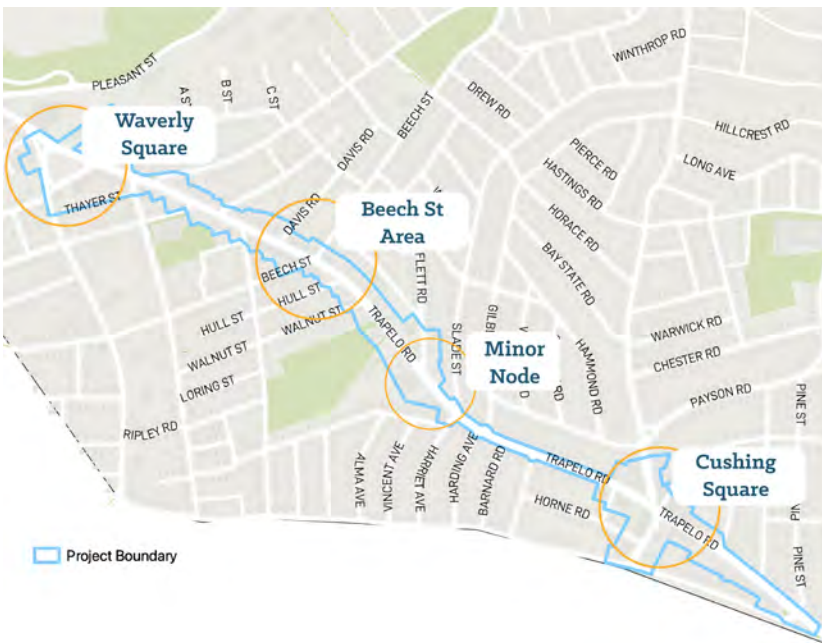 WINTHROP RD
PLEASANT ST
A ST
B ST
C ST
DREW RD
BEECH ST
Waverly
Square
HILLCREST RD
DAVIS RD
PIERCE RD
LONG AVE
HASTINGS RD
THAYER ST
DAVIS RD
Beech St
Area
HORACE RD
BAY STATE RD
FLETT RD
BEECH ST
HULL ST
HULL ST
WALNUT ST
TRAPELO RD
SLADE ST
WARWICK RD
WALNUT ST
Minor
Node
HAMMOND RD
CHESTER RD
LORING ST
PAYSON RD
PINE ST
RIPLEY RD
ALMA AVE
VINCENT AVE
HARRIET AVE
HARDING AVE
BARNARD RD
TRAPELO RD
Cushing
Square
HORNE RD
TRAPELO RD
PINE ST
Project Boundary